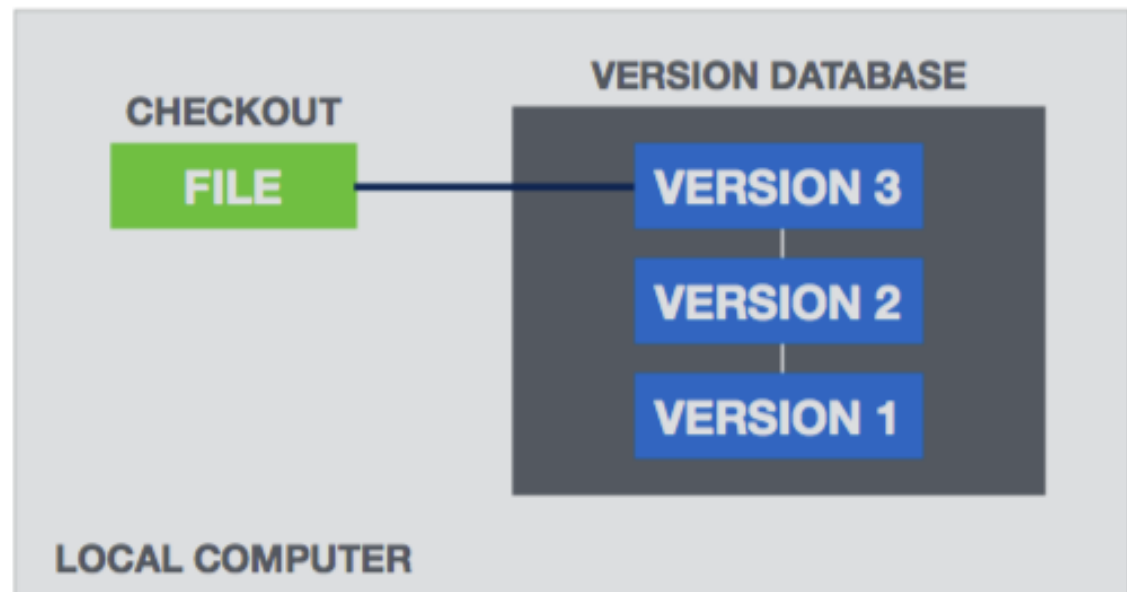 VERSION DATABASE
CHECKOUT
FILE
VERSION 3
VERSION 2
VERSION 1
LOCAL COMPUTER